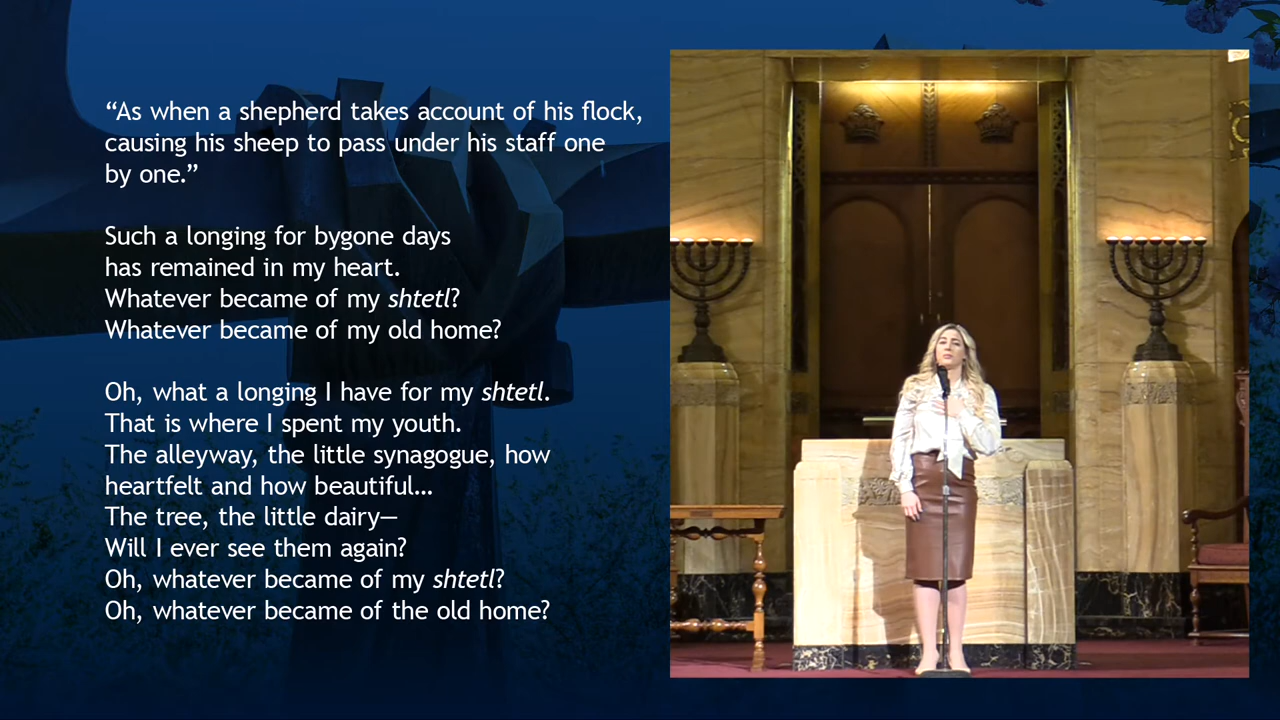 “As when a shepherd takes account of his flock,
causing his sheep to pass under his staff one
by one.”
Such a longing for bygone days
has remained in my heart.
Whatever became of my shtetl?
Whatever became of my old home?
Oh, what a longing I have for my shtetl.
That is where I spent my youth.
The alleyway, the little synagogue, how
heartfelt and how beautiful...
The tree, the little dairy—
Will I ever see them again?
Oh, whatever became of my shtetl?
Oh, whatever became of the old home?